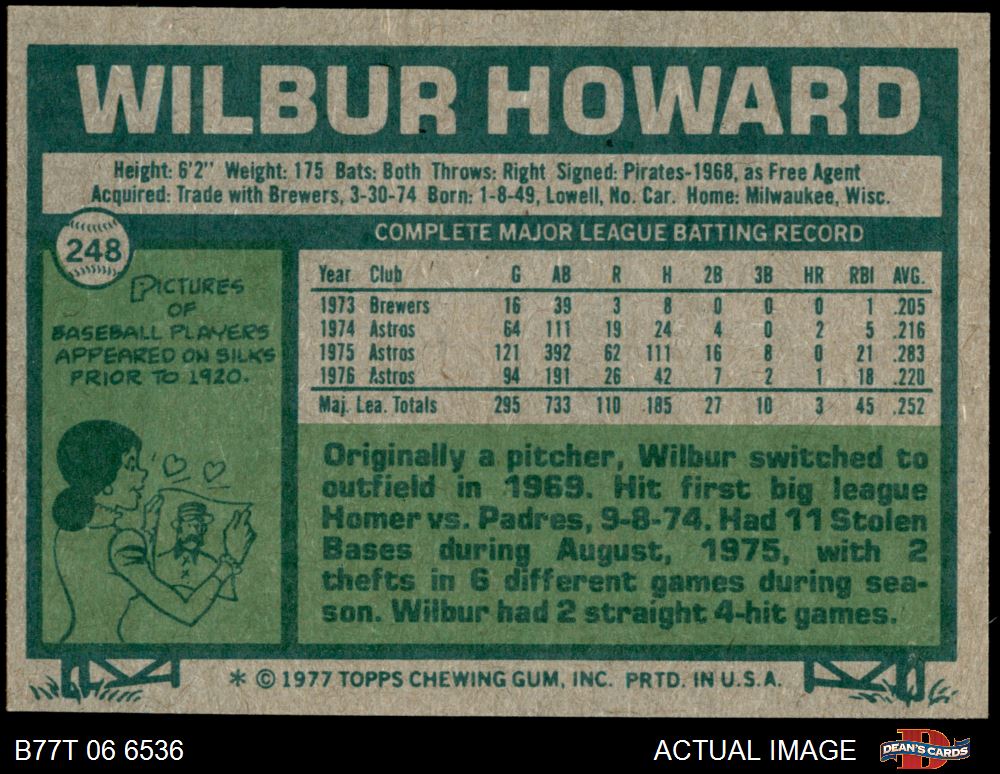 WILBUR HOWARD
Height: 6'2" Weight: 175 Bats: Both Throws: Right Signed: Pirates-1968, as Free Agent
Acquired: Trade with Brewers, 3-30-74 Born: 1-8-49, Lowell, No. Car. Home: Milwaukee, Wisc.
248
PICTURES
OF
BASEBALL PLAYERS
APPEARED ON SILKS
PRIOR TO 1920.
COMPLETE MAJOR LEAGUE BATTING RECORD
Year Club G AB R H 2B 3B HR RBI AVG.
1973 Brewers 16 39 3 8 0 0 0 1 .205
1974 Astros 64 111 19 24 4 0 2 5 .216
1975 Astros 121 392 62 111 16 8 0 21 .283
1976 Astros 94 191 26 42 7 2 1 18 .220
Maj. Lea. Totals 295 733 110 185 27 10 3 45 .252
Originally a pitcher, Wilbur switched to
outfield in 1969. Hit first big league
Homer vs. Padres, 9-8-74. Had 11 Stolen
Bases during August, 1975, with 2
thefts in 6 different games during sea-
son. Wilbur had 2 straight 4-hit games.
* © 1977 TOPPS CHEWING GUM, INC. PRTD. IN U.S.A.
B77T 06 6536
ACTUAL IMAGE
DEAN'S CARDS